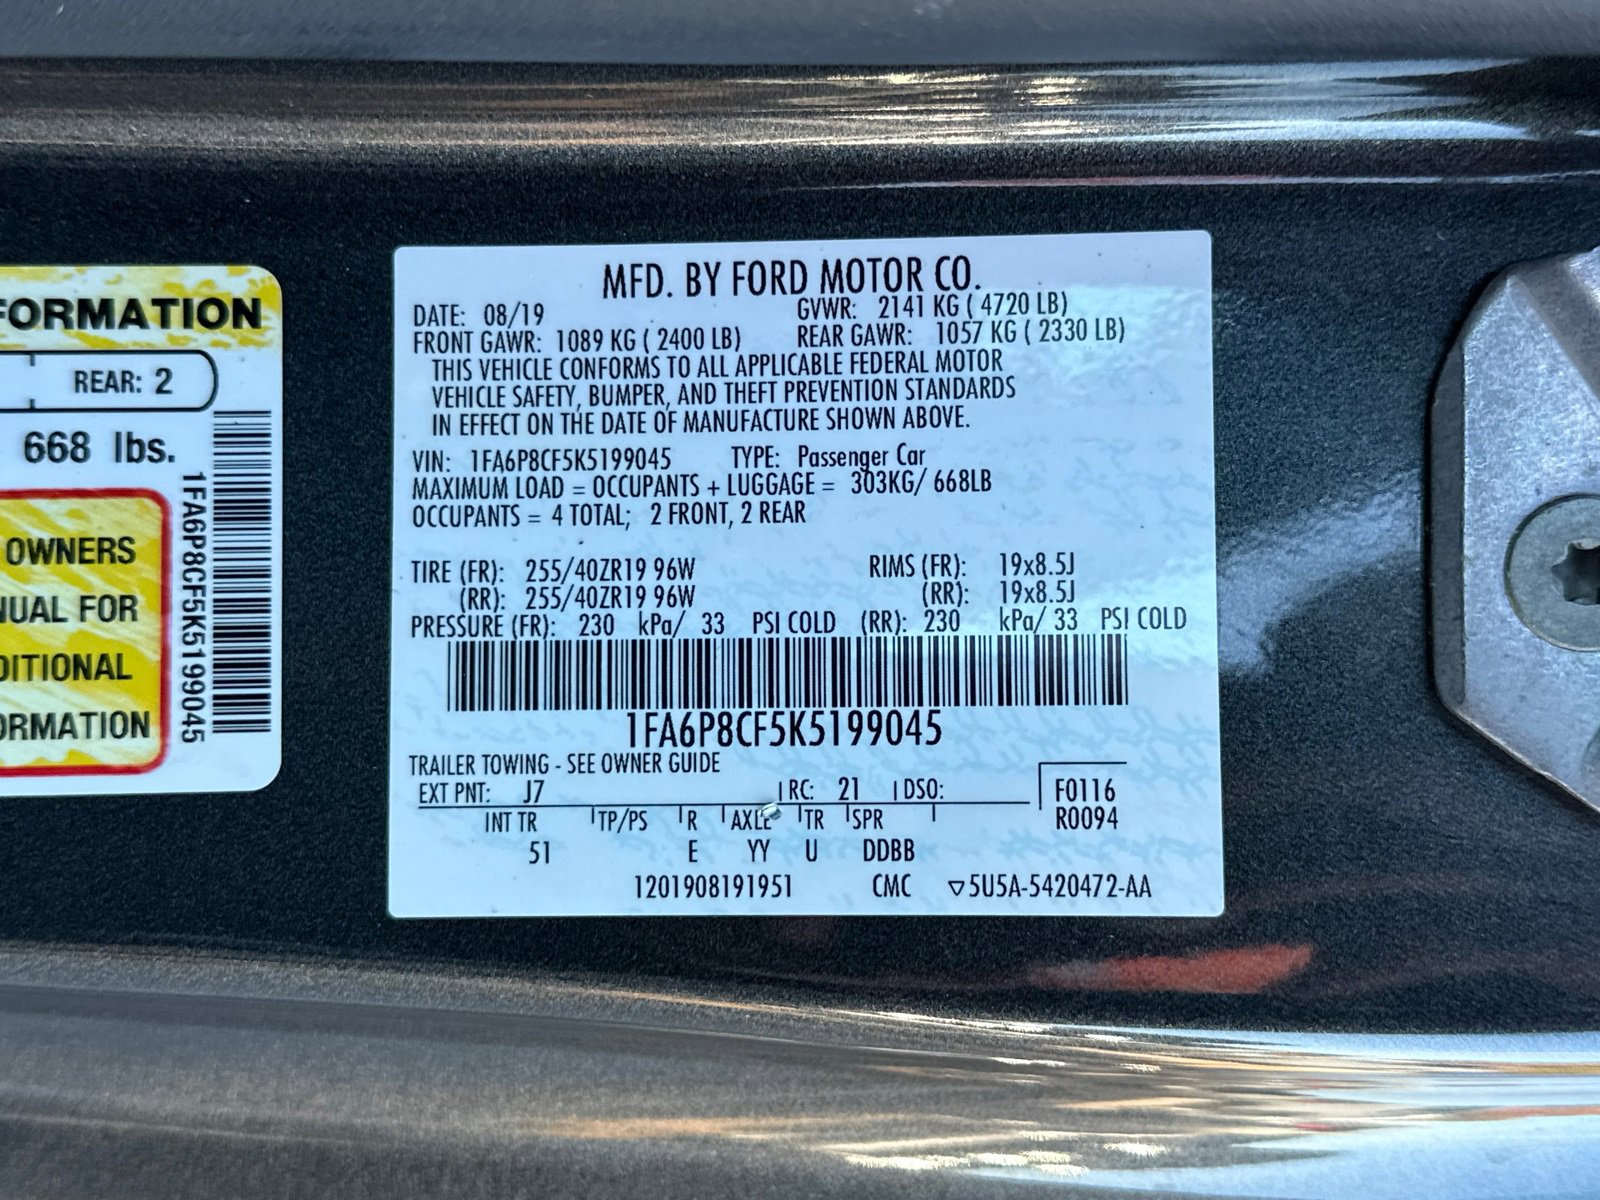 FORMATION
REAR: 2
668 lbs.
1FA6P8CF5K5199045
OWNERS
NUAL FOR
DITIONAL
ORMATION
MFD. BY FORD MOTOR CO.
DATE: 08/19 GVWR: 2141 KG ( 4720 LB)
FRONT GAWR: 1089 KG ( 2400 LB) REAR GAWR: 1057 KG ( 2330 LB)
THIS VEHICLE CONFORMS TO ALL APPLICABLE FEDERAL MOTOR
VEHICLE SAFETY, BUMPER, AND THEFT PREVENTION STANDARDS
IN EFFECT ON THE DATE OF MANUFACTURE SHOWN ABOVE.
VIN: 1FA6P8CF5K5199045 TYPE: Passenger Car
MAXIMUM LOAD = OCCUPANTS + LUGGAGE = 303KG/ 668LB
OCCUPANTS = 4 TOTAL; 2 FRONT, 2 REAR
TIRE (FR): 255/40ZR19 96W RIMS (FR): 19x8.5J
(RR): 255/40ZR19 96W (RR): 19x8.5J
PRESSURE (FR): 230 kPa/ 33 PSI COLD (RR): 230 kPa/ 33 PSI COLD
1FA6P8CF5K5199045
TRAILER TOWING - SEE OWNER GUIDE
EXT PNT: J7 RC: 21 DSO: F0116
INT TR TP/PS R AXLE TR SPR R0094
51 E YY U DDBB
1201908191951 CMC ▽5U5A-5420472-AA